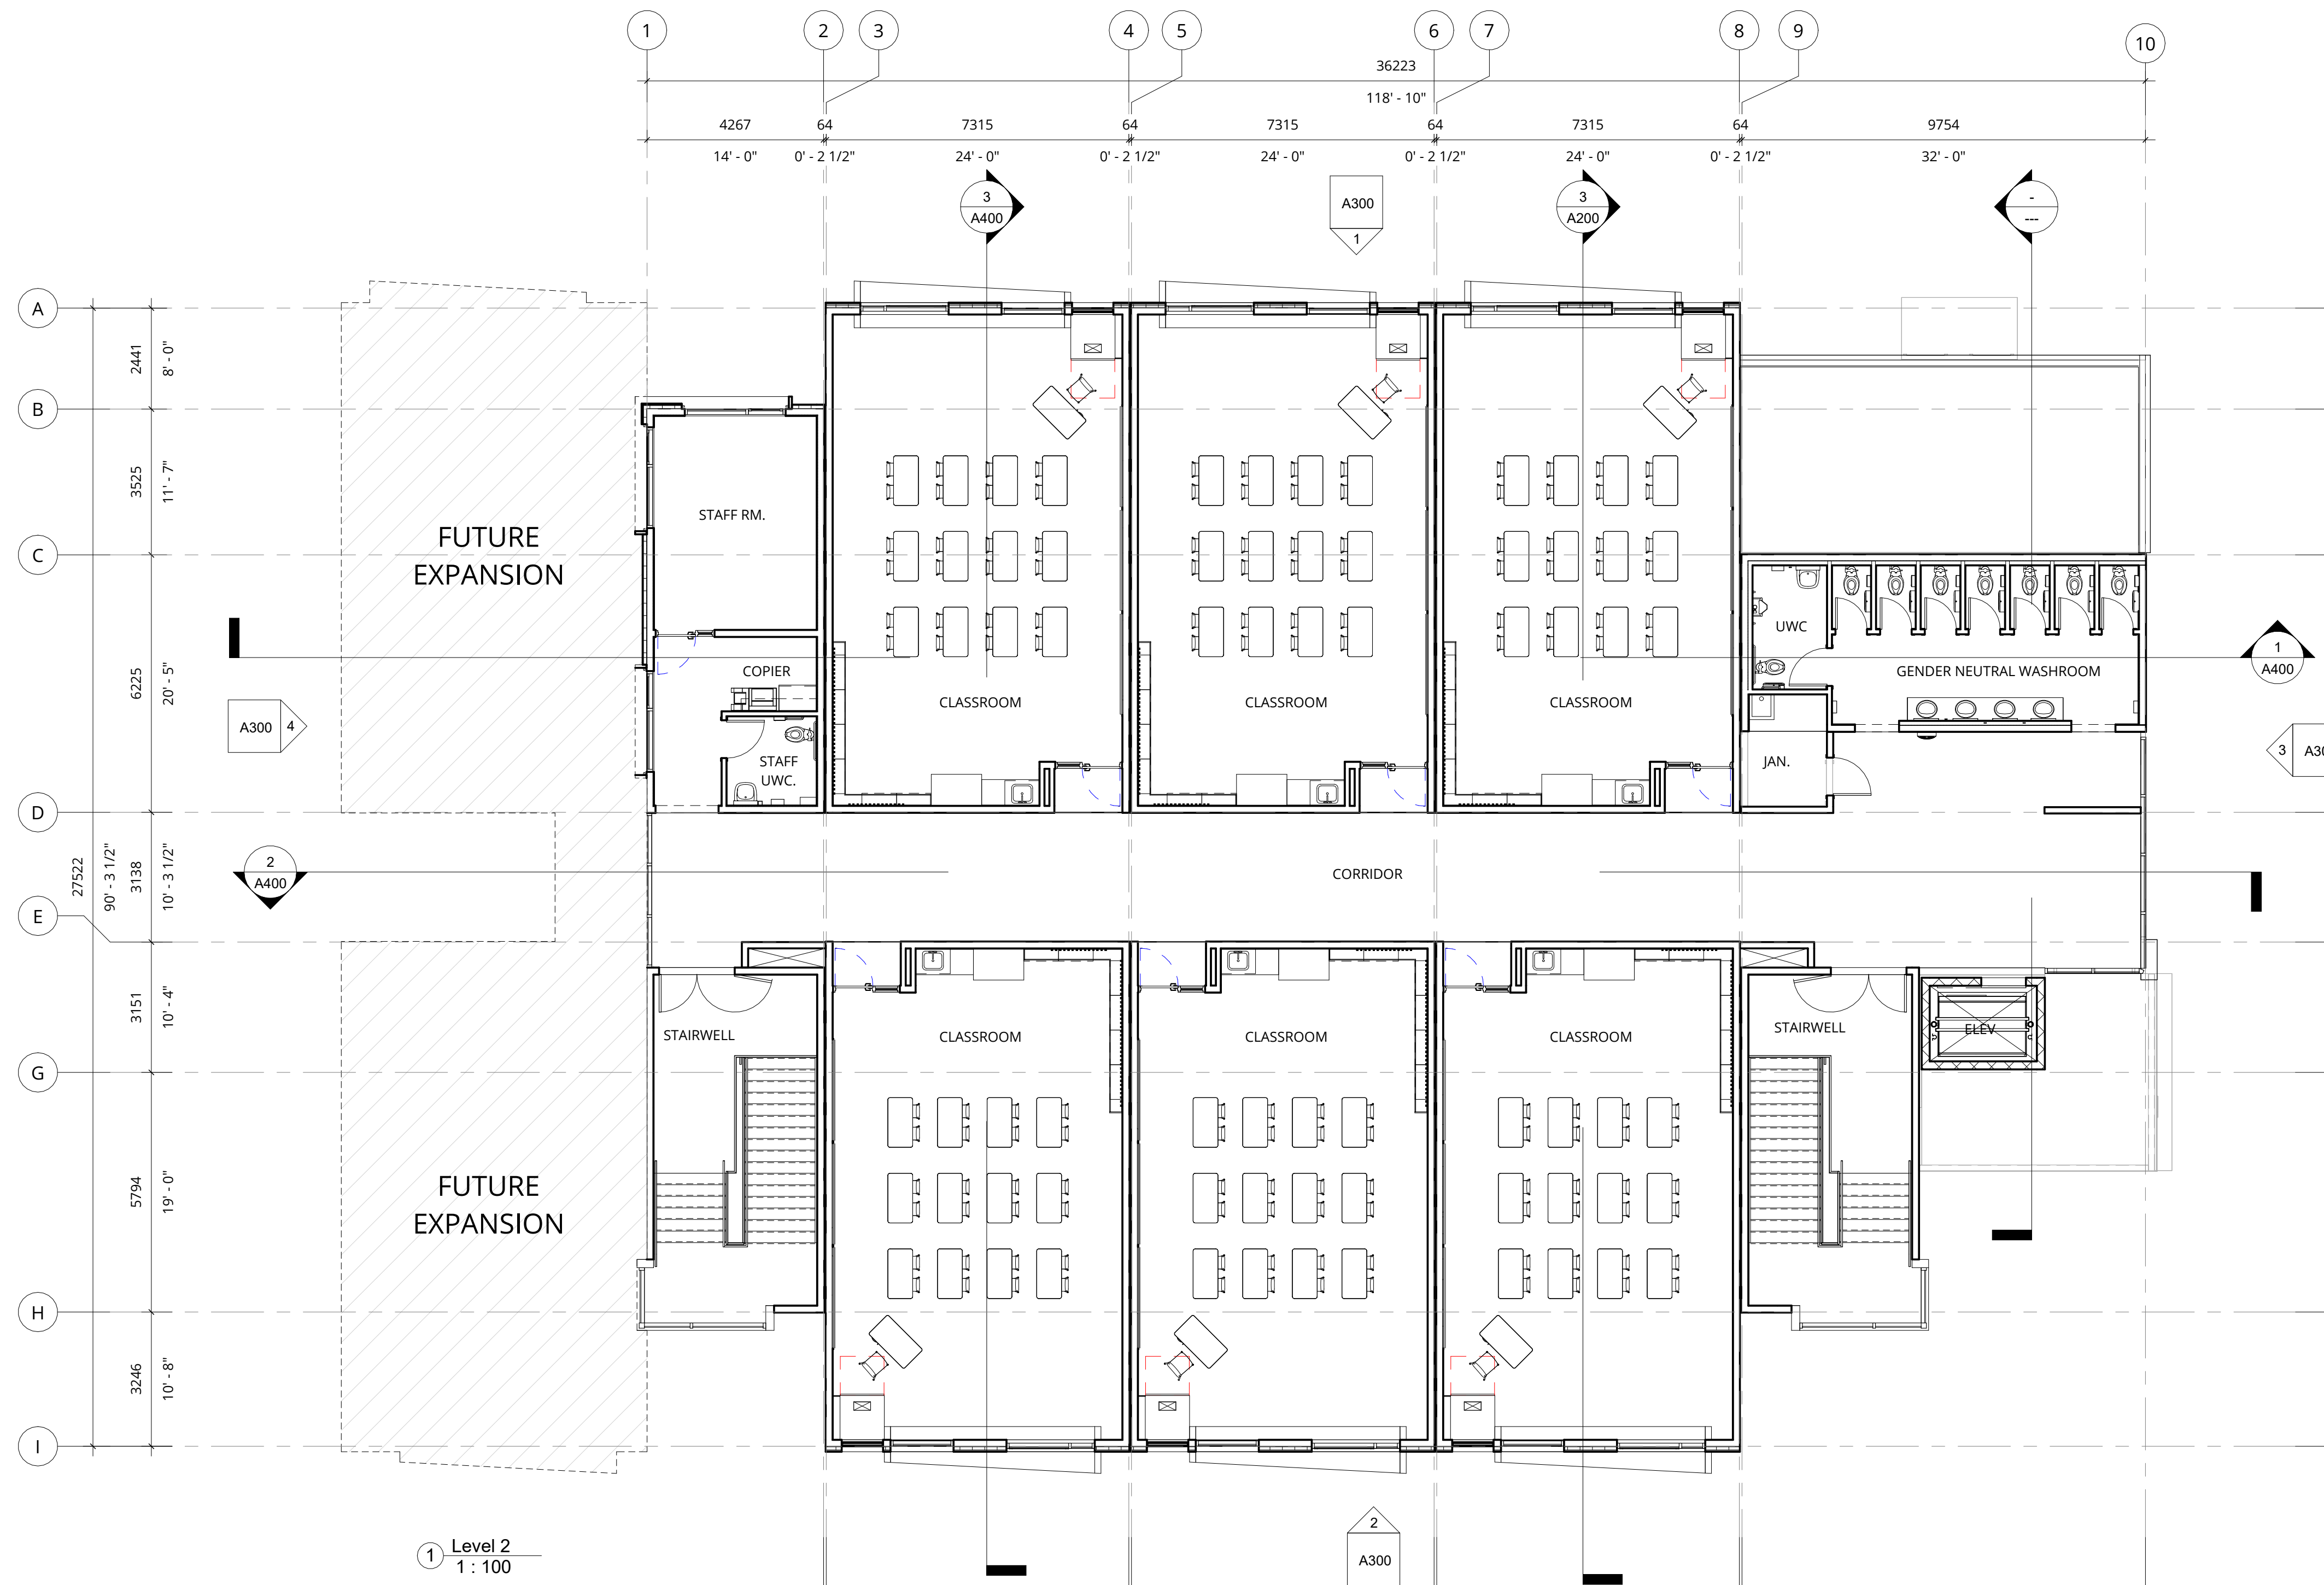 1 2 3 4 5 6 7 8 9 10
36223
118' - 10"
4267 64 7315 64 7315 64 7315 64 9754
14' - 0" 0' - 2 1/2" 24' - 0" 0' - 2 1/2" 24' - 0" 0' - 2 1/2" 24' - 0" 0' - 2 1/2" 32' - 0"
3
A400
A300
1
3
A200
-
---
A
2441
8' - 0"
B
3525
11' - 7"
C
6225
20' - 5"
D
27522
90' - 3 1/2"
3138
10' - 3 1/2"
E
3151
10' - 4"
G
5794
19' - 0"
H
3246
10' - 8"
I
FUTURE
EXPANSION
STAFF RM.
COPIER
STAFF
UWC.
CLASSROOM
CLASSROOM
CLASSROOM
UWC
GENDER NEUTRAL WASHROOM
JAN.
1
A400
A300 4
3
2
A400
CORRIDOR
STAIRWELL
CLASSROOM
CLASSROOM
CLASSROOM
STAIRWELL
ELEV
FUTURE
EXPANSION
2
A300
1 Level 2
1 : 100